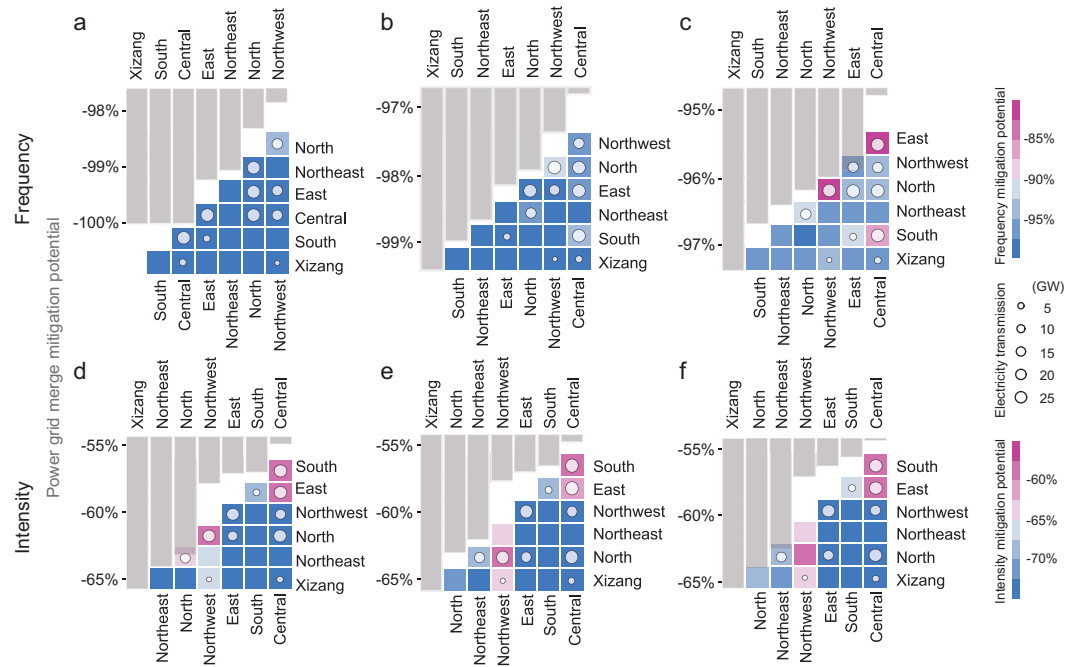 a
Xizang
South
Central
East
Northeast
North
Northwest
-98%
-99%
-100%
North
Northeast
East
Central
South
Xizang
South
Central
East
Northeast
North
Northwest
b
Xizang
South
Northeast
East
North
Northwest
Central
-97%
-98%
-99%
Northwest
North
East
Northeast
South
Xizang
South
Northeast
East
North
Northwest
Central
c
Xizang
South
Northeast
North
Northwest
East
Central
-95%
-96%
-97%
East
Northwest
North
Northeast
South
Xizang
South
Northeast
North
Northwest
East
Central
Frequency
Power grid merge mitigation potential
Intensity
-85%
-90%
-95%
Frequency mitigation potential
(GW)
5
10
15
20
25
Electricity transmission
d
Xizang
Northeast
North
Northwest
East
South
Central
-55%
-60%
-65%
South
East
Northwest
North
Northeast
Xizang
Northeast
North
Northwest
East
South
Central
e
Xizang
North
Northeast
Northwest
East
South
Central
-55%
-60%
-65%
South
East
Northwest
Northeast
North
Xizang
North
Northeast
Northwest
East
South
Central
f
Xizang
North
Northeast
Northwest
East
South
Central
-55%
-60%
-65%
South
East
Northwest
Northeast
North
Xizang
North
Northeast
Northwest
East
South
Central
-60%
-65%
-70%
Intensity mitigation potential